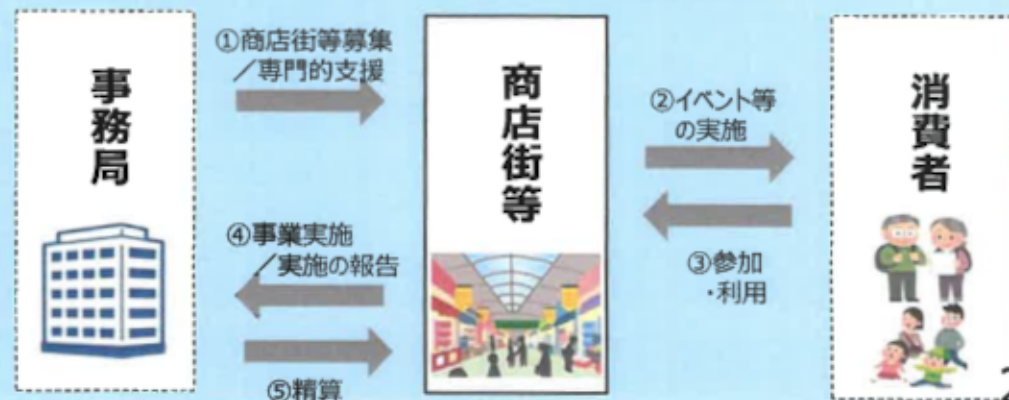 事務局
①商店街等募集
／専門的支援
商店街等
②イベント等
の実施
消費者
④事業実施
／実施の報告
③参加
・利用
⑤精算